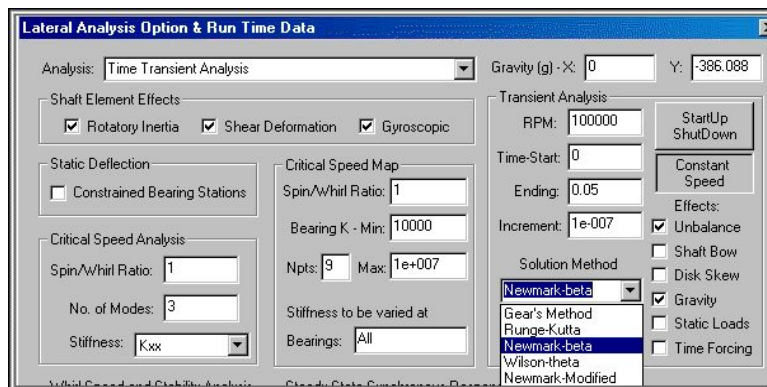 Lateral Analysis Option & Run Time Data
Analysis: Time Transient Analysis
Gravity (g) - X: 0 Y: -386.088
Shaft Element Effects
Rotatory Inertia Shear Deformation Gyroscopic
Static Deflection
Constrained Bearing Stations
Critical Speed Analysis
Spin/Whirl Ratio: 1
No. of Modes: 3
Stiffness: Kxx
Critical Speed Map
Spin/Whirl Ratio: 1
Bearing K - Min: 10000
Npts: 9 Max: 1e+007
Stiffness to be varied at
Bearings: All
Transient Analysis
RPM: 100000
Time-Start: 0
Ending: 0.05
Increment: 1e-007
Solution Method
Newmark-beta
Gear's Method
Runge-Kutta
Newmark-beta
Wilson-theta
Newmark-Modified
StartUp
ShutDown
Constant
Speed
Effects:
Unbalance
Shaft Bow
Disk Skew
Gravity
Static Loads
Time Forcing
Whirl Speed and Stability Analysis